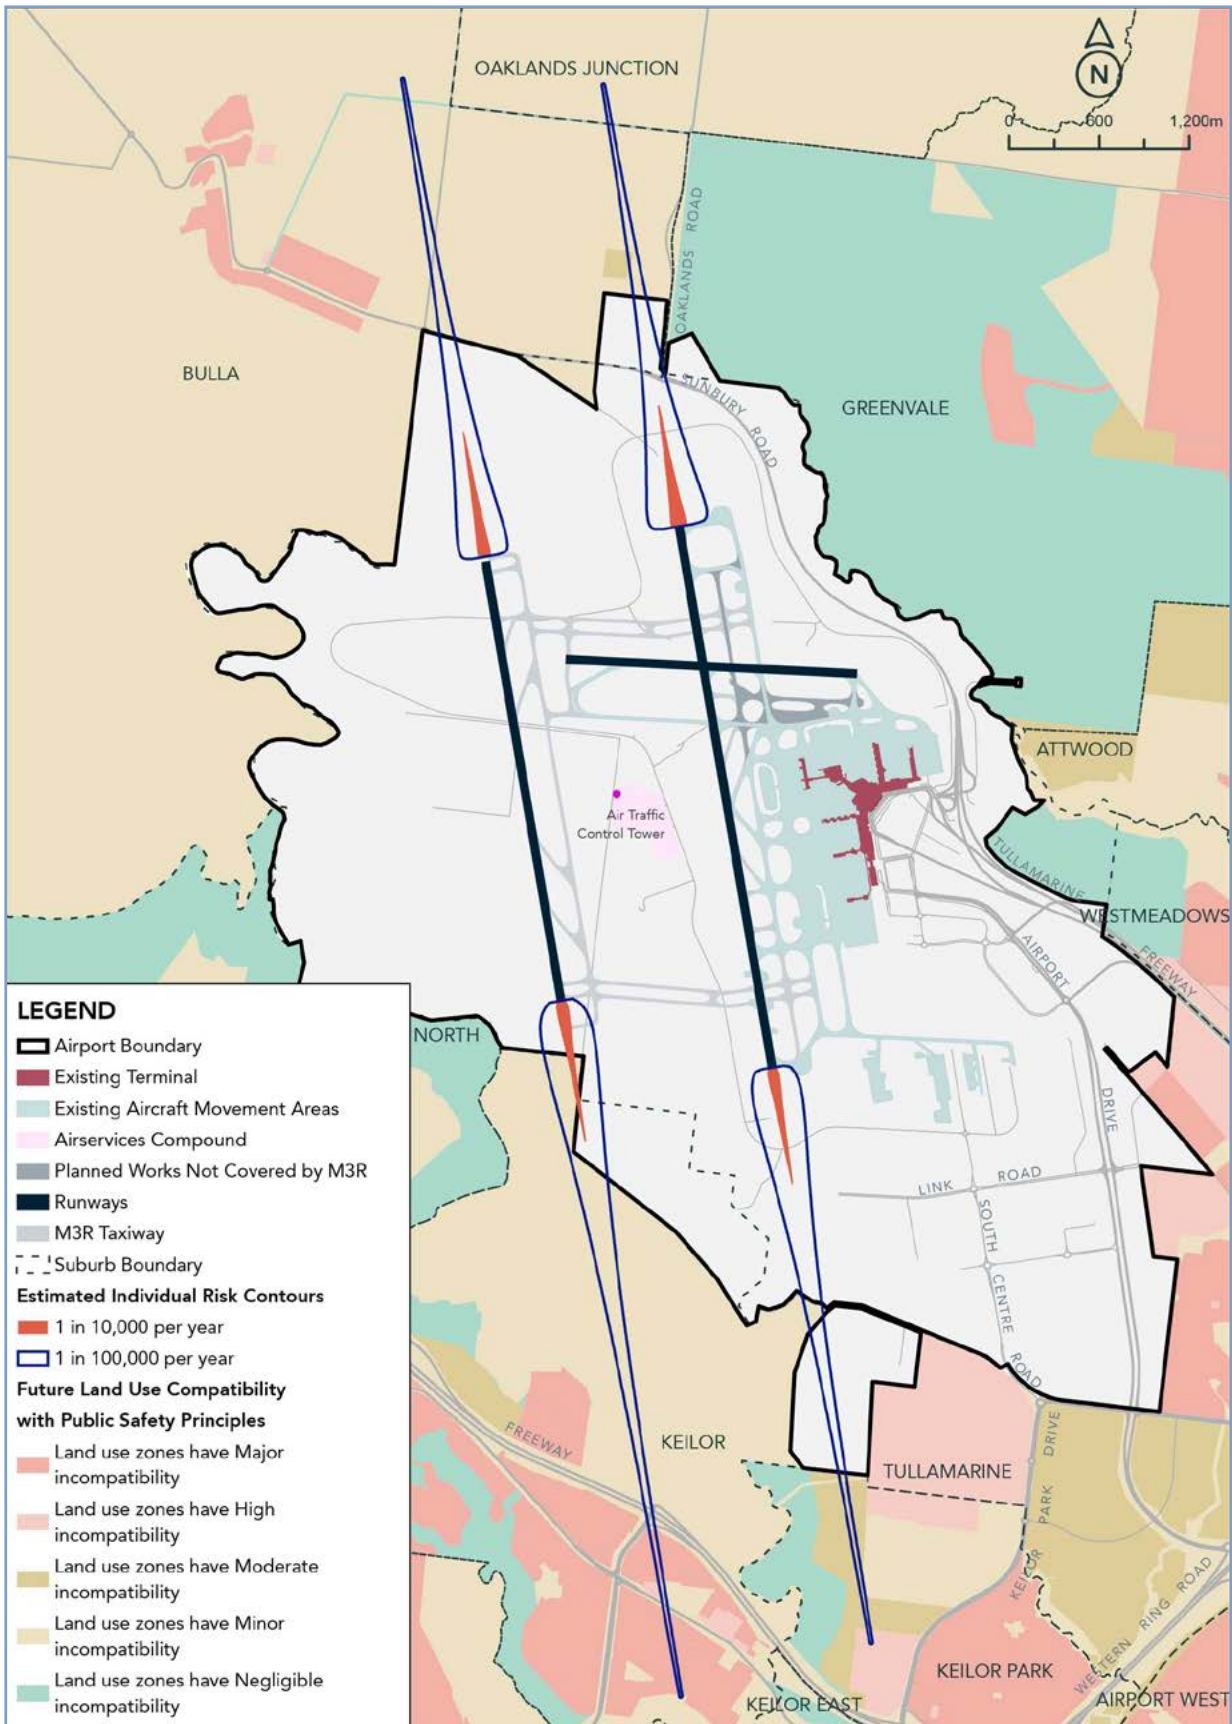 OAKLANDS JUNCTION
N
0 600 1,200m
OAKLANDS ROAD
BULLA
SUNBURY ROAD
GREENVALE
ATTWOOD
Air Traffic
Control Tower
TULLAMARINE
WESTMEADOWS
AIRPORT
FREEWAY
NORTH
DRIVE
LINK ROAD
SOUTH CENTRE ROAD
FREEWAY
KEILOR
TULLAMARINE
KEILOR PARK DRIVE
WESTERN RING ROAD
KEILOR PARK
KEILOR EAST
AIRPORT WEST
LEGEND
Airport Boundary
Existing Terminal
Existing Aircraft Movement Areas
Airservices Compound
Planned Works Not Covered by M3R
Runways
M3R Taxiway
Suburb Boundary
Estimated Individual Risk Contours
1 in 10,000 per year
1 in 100,000 per year
Future Land Use Compatibility
with Public Safety Principles
Land use zones have Major
incompatibility
Land use zones have High
incompatibility
Land use zones have Moderate
incompatibility
Land use zones have Minor
incompatibility
Land use zones have Negligible
incompatibility